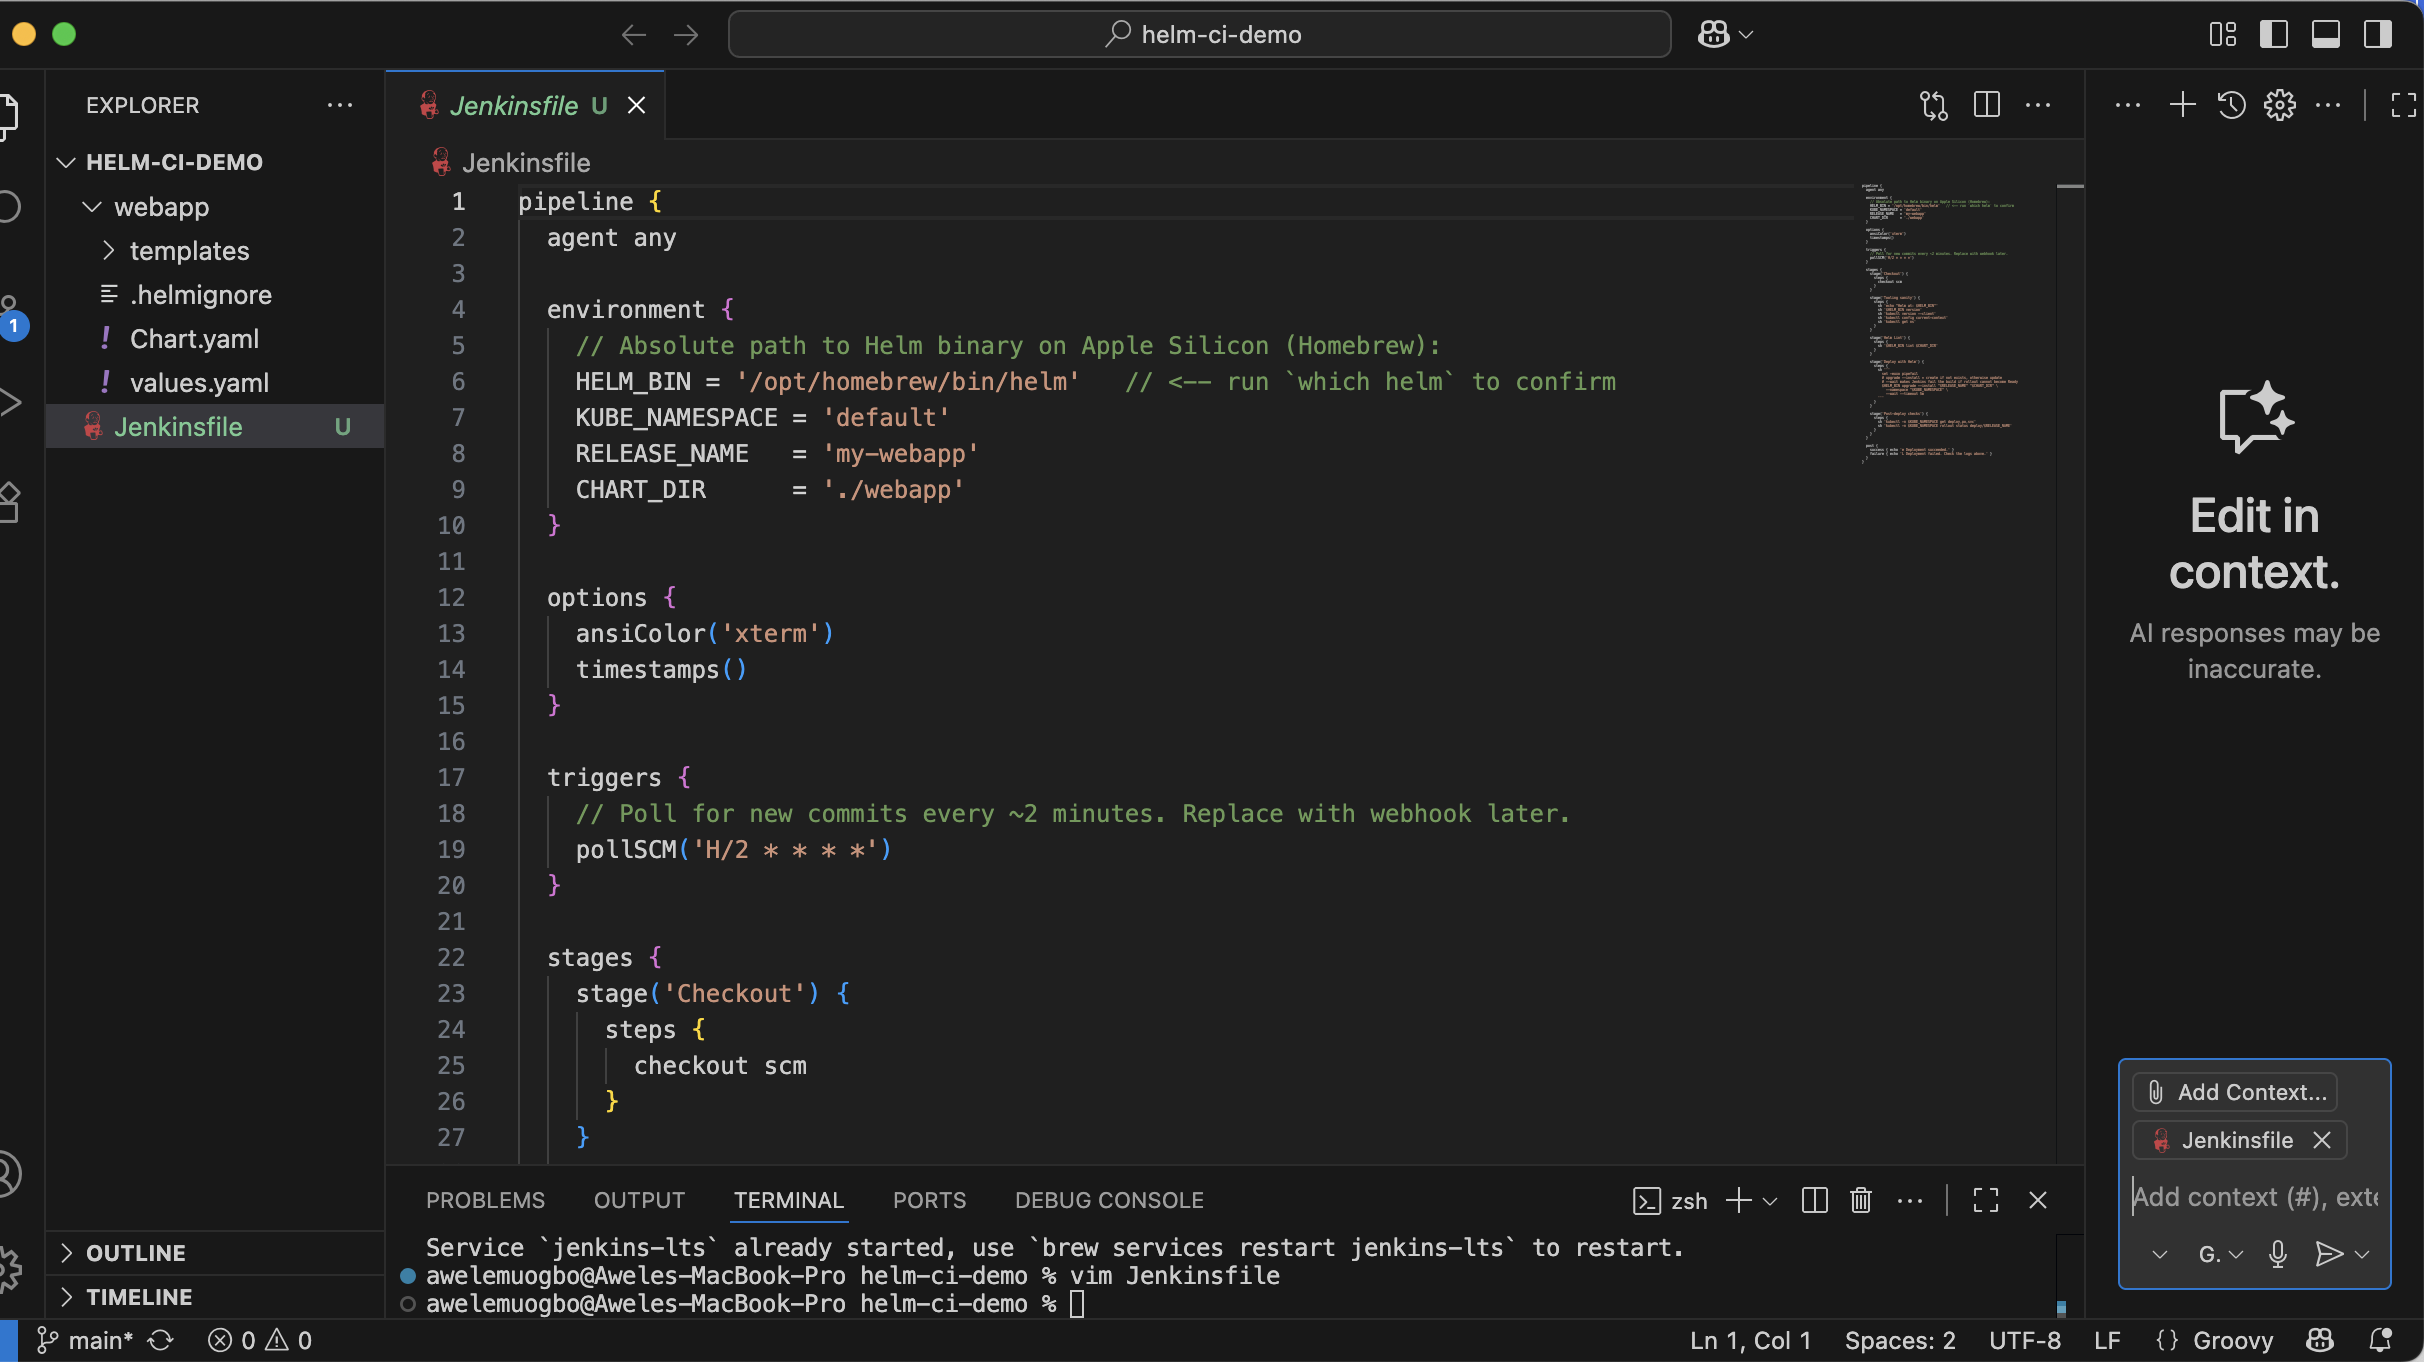 helm-ci-demo
EXPLORER
HELM-CI-DEMO
webapp
templates
.helmignore
! Chart.yaml
! values.yaml
Jenkinsfile U
OUTLINE
TIMELINE
1
Jenkinsfile U
Jenkinsfile
1 pipeline {
2   agent any
3
4   environment {
5     // Absolute path to Helm binary on Apple Silicon (Homebrew):
6     HELM_BIN = '/opt/homebrew/bin/helm'   // <-- run `which helm` to confirm
7     KUBE_NAMESPACE = 'default'
8     RELEASE_NAME   = 'my-webapp'
9     CHART_DIR      = './webapp'
10   }
11
12   options {
13     ansiColor('xterm')
14     timestamps()
15   }
16
17   triggers {
18     // Poll for new commits every ~2 minutes. Replace with webhook later.
19     pollSCM('H/2 * * * *')
20   }
21
22   stages {
23     stage('Checkout') {
24       steps {
25         checkout scm
26       }
27     }
PROBLEMS OUTPUT TERMINAL PORTS DEBUG CONSOLE zsh
Service `jenkins-lts` already started, use `brew services restart jenkins-lts` to restart.
awelemuogbo@Aweles-MacBook-Pro helm-ci-demo % vim Jenkinsfile
awelemuogbo@Aweles-MacBook-Pro helm-ci-demo %
Edit in
context.
AI responses may be
inaccurate.
Add Context...
Jenkinsfile
Add context (#), exte
G.
main* 0 0 Ln 1, Col 1 Spaces: 2 UTF-8 LF {} Groovy